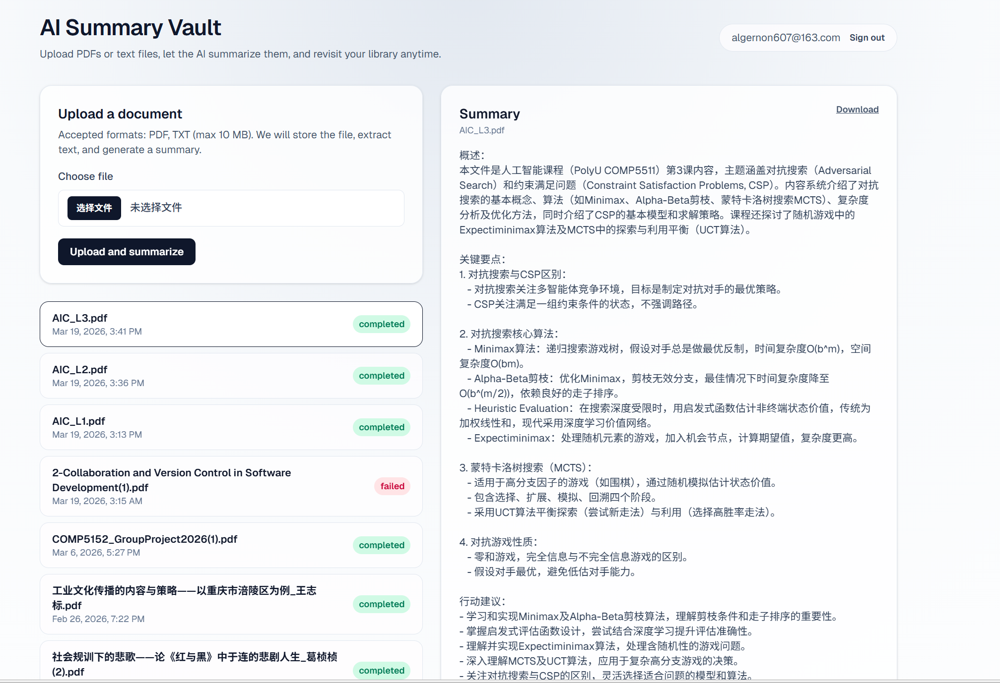 AI Summary Vault
Upload PDFs or text files, let the AI summarize them, and revisit your library anytime.
algernon607@163.com Sign out
Upload a document
Accepted formats: PDF, TXT (max 10 MB). We will store the file, extract
text, and generate a summary.
Choose file
选择文件 未选择文件
Upload and summarize
AIC_L3.pdf
Mar 19, 2026, 3:41 PM
completed
AIC_L2.pdf
Mar 19, 2026, 3:36 PM
completed
AIC_L1.pdf
Mar 19, 2026, 3:13 PM
completed
2-Collaboration and Version Control in Software
Development(1).pdf
Mar 19, 2026, 3:15 AM
failed
COMP5152_GroupProject2026(1).pdf
Mar 6, 2026, 5:27 PM
completed
工业文化传播的内容与策略——以重庆市涪陵区为例_王志
标.pdf
Feb 26, 2026, 7:22 PM
completed
社会规训下的悲歌——论《红与黑》中于连的悲剧人生_葛桢桢
(2).pdf
completed
Summary
Download
AIC_L3.pdf
概述：
本文件是人工智能课程（PolyU COMP5511）第3课内容，主题涵盖对抗搜索（Adversarial
Search）和约束满足问题（Constraint Satisfaction Problems, CSP）。内容系统介绍了对抗
搜索的基本概念、算法（如Minimax、Alpha-Beta剪枝、蒙特卡洛树搜索MCTS）、复杂度
分析及优化方法，同时介绍了CSP的基本模型和求解策略。课程还探讨了随机游戏中的
Expectiminimax算法及MCTS中的探索与利用平衡（UCT算法）。
关键要点：
1. 对抗搜索与CSP区别：
- 对抗搜索关注多智能体竞争环境，目标是制定对抗对手的最优策略。
- CSP关注满足一组约束条件的状态，不强调路径。
2. 对抗搜索核心算法：
- Minimax算法：递归搜索游戏树，假设对手总是做最优反制，时间复杂度O(b^m)，空间
复杂度O(bm)。
- Alpha-Beta剪枝：优化Minimax，剪枝无效分支，最佳情况下时间复杂度降至
O(b^(m/2))，依赖良好的走子排序。
- Heuristic Evaluation：在搜索深度受限时，用启发式函数估计非终端状态价值，传统为
加权线性和，现代采用深度学习价值网络。
- Expectiminimax：处理随机元素的游戏，加入机会节点，计算期望值，复杂度更高。
3. 蒙特卡洛树搜索（MCTS）：
- 适用于高分支因子的游戏（如围棋），通过随机模拟估计状态价值。
- 包含选择、扩展、模拟、回溯四个阶段。
- 采用UCT算法平衡探索（尝试新走法）与利用（选择高胜率走法）。
4. 对抗游戏性质：
- 零和游戏，完全信息与不完全信息游戏的区别。
- 假设对手最优，避免低估对手能力。
行动建议：
- 学习和实现Minimax及Alpha-Beta剪枝算法，理解剪枝条件和走子排序的重要性。
- 掌握启发式评估函数设计，尝试结合深度学习提升评估准确性。
- 理解并实现Expectiminimax算法，处理含随机性的游戏问题。
- 深入理解MCTS及UCT算法，应用于复杂高分支游戏的决策。
- 关注对抗搜索与CSP的区别，灵活选择适合问题的模型和算法。